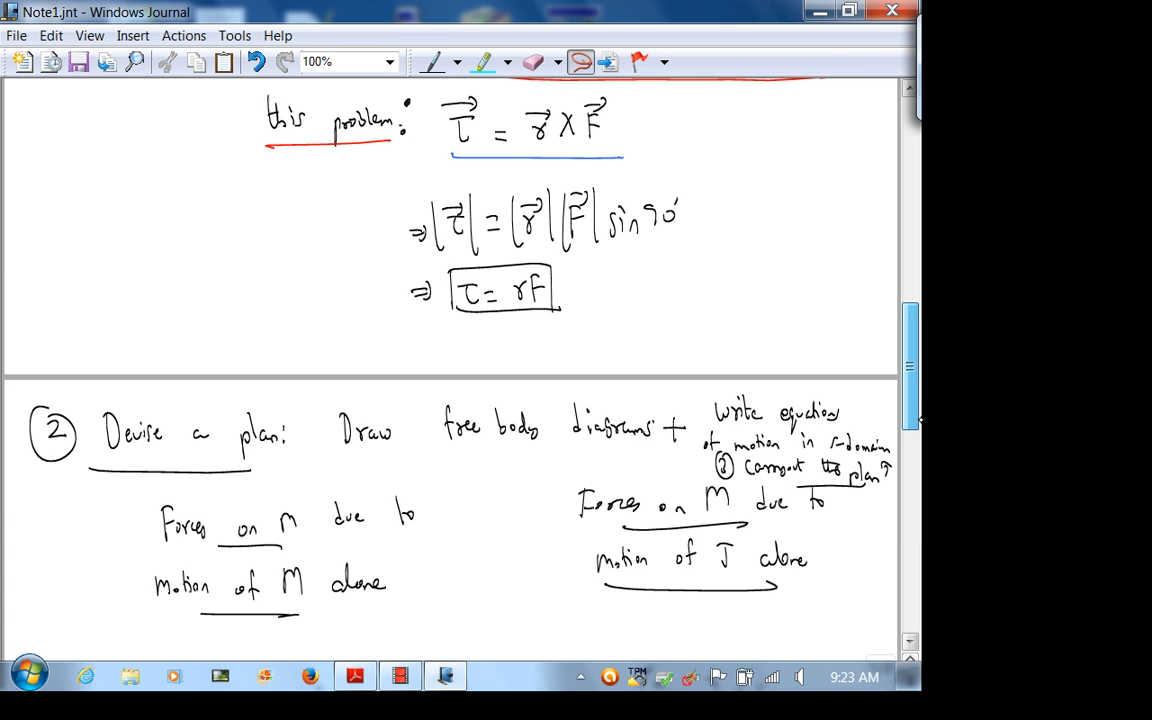 Note1.jnt - Windows Journal
File Edit View Insert Actions Tools Help
100%
this problem: τ⃗ = r⃗ X F⃗
⇒ |τ⃗| = |r⃗| |F⃗| sin 90°
⇒ τ = rF
2 Devise a plan: Draw free body diagrams + Write equations
of motion in s-domain
③ Carryout the plan↑
Forces on M due to
motion of M alone
Forces on M due to
motion of J alone
TPM
9:23 AM